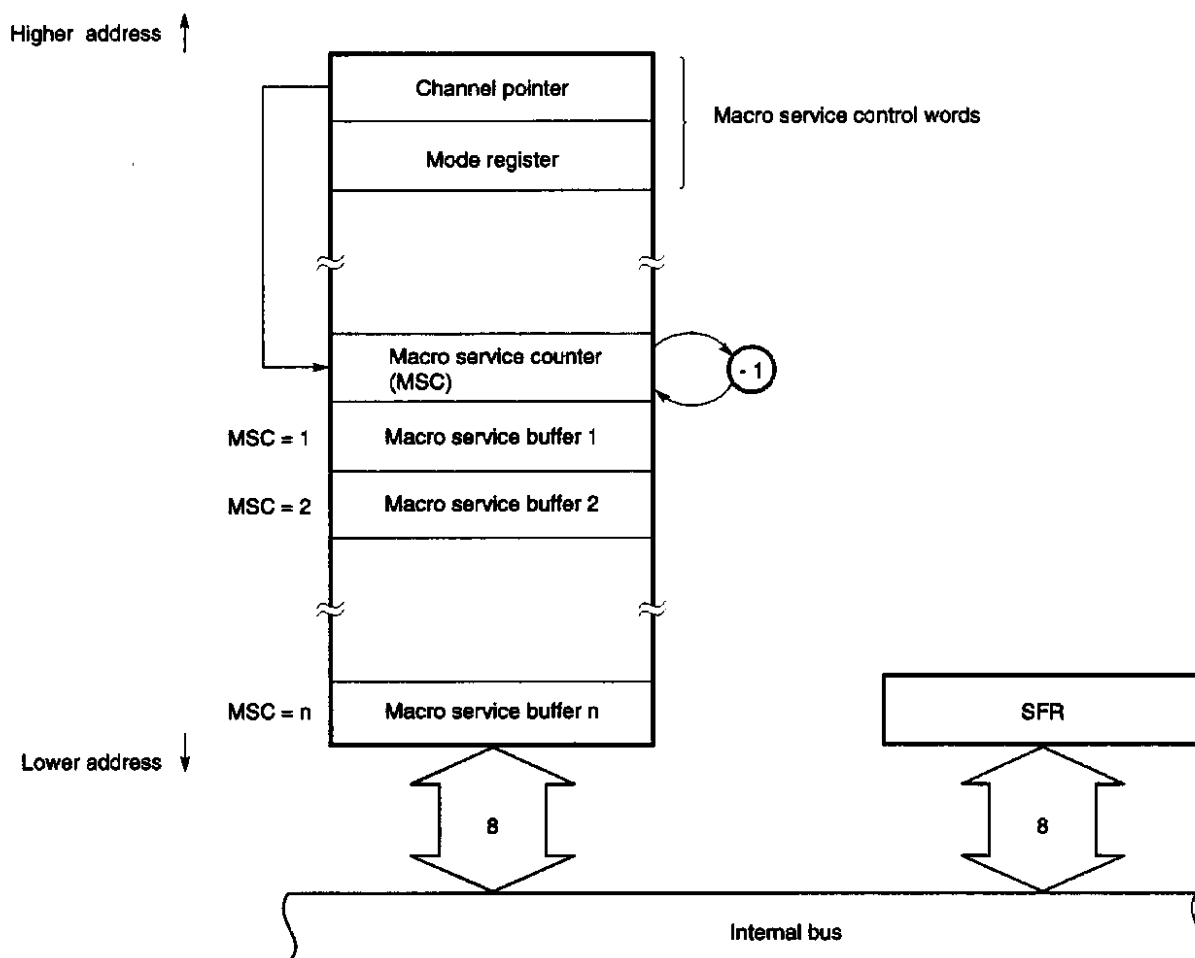 Higher address
Channel pointer
Macro service control words
Mode register
Macro service counter
(MSC)
- 1
MSC = 1
Macro service buffer 1
MSC = 2
Macro service buffer 2
MSC = n
Macro service buffer n
SFR
Lower address
8
8
Internal bus